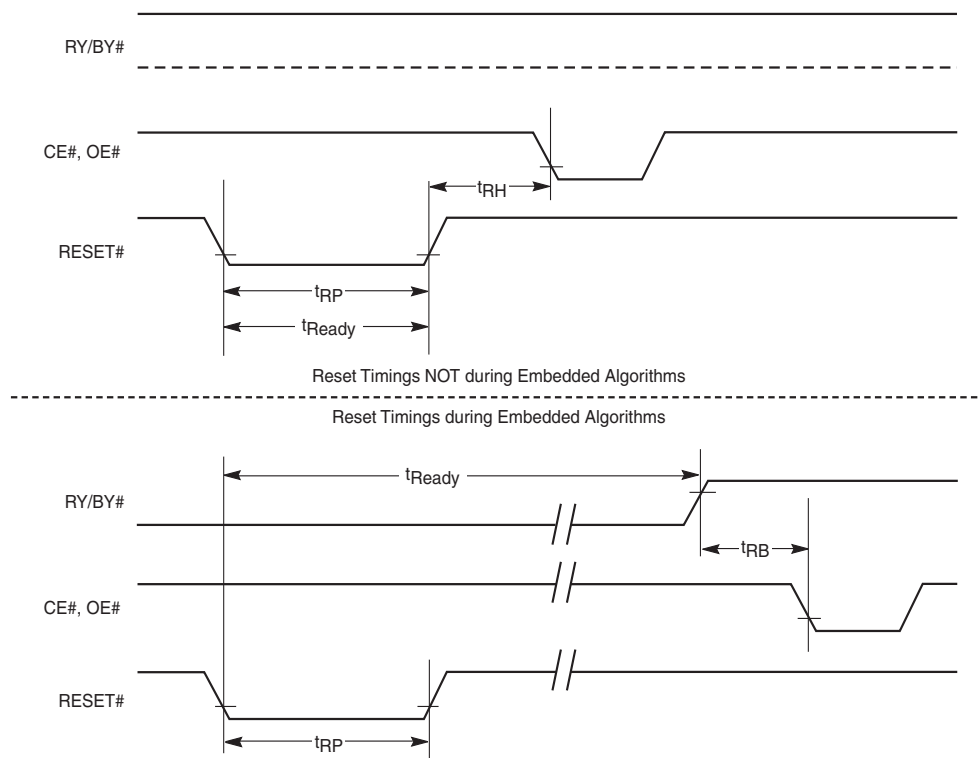 RY/BY#
CE#, OE#
tRH
RESET#
tRP
tReady
Reset Timings NOT during Embedded Algorithms
Reset Timings during Embedded Algorithms
tReady
RY/BY#
tRB
CE#, OE#
RESET#
tRP